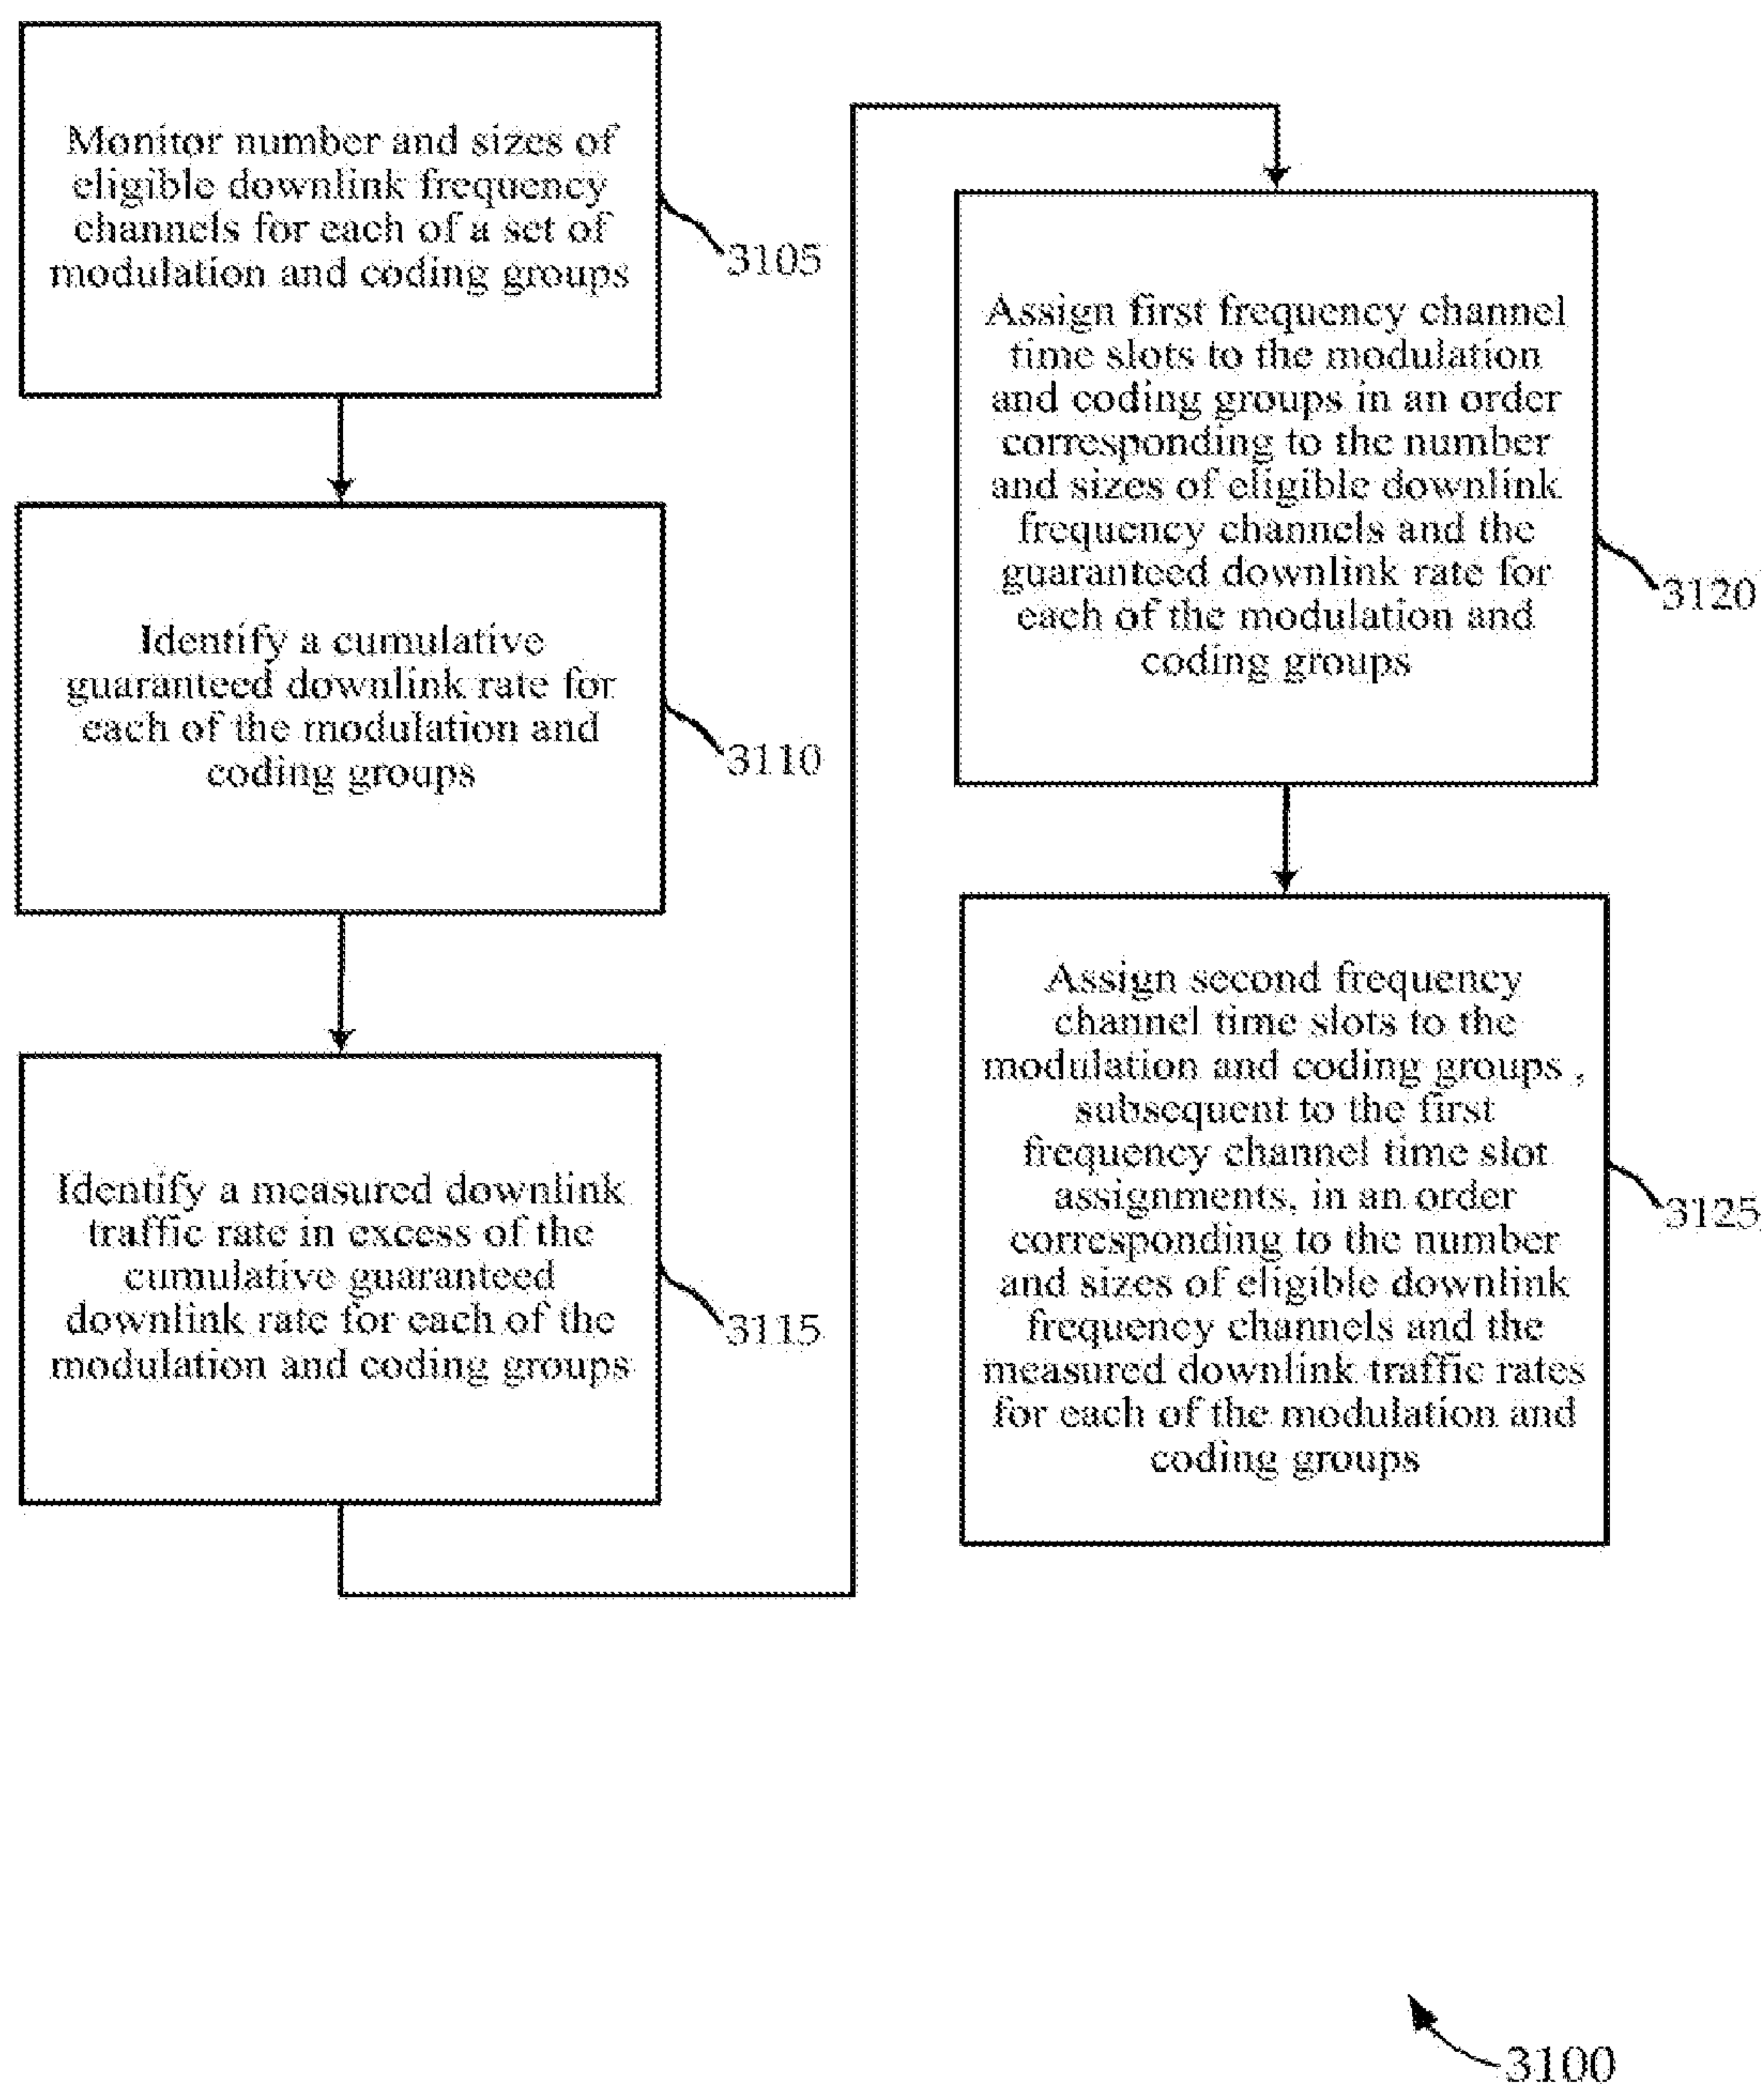 Monitor number and sizes of
eligible downlink frequency
channels for each of a set of
modulation and coding groups
3105
Identify a cumulative
guaranteed downlink rate for
each of the modulation and
coding groups
3110
Identify a measured downlink
traffic rate in excess of the
cumulative guaranteed
downlink rate for each of the
modulation and coding groups
3115
Assign first frequency channel
time slots to the modulation
and coding groups in an order
corresponding to the number
and sizes of eligible downlink
frequency channels and the
guaranteed downlink rate for
each of the modulation and
coding groups
3120
Assign second frequency
channel time slots to the
modulation and coding groups ,
subsequent to the first
frequency channel time slot
assignments, in an order
corresponding to the number
and sizes of eligible downlink
frequency channels and the
measured downlink traffic rates
for each of the modulation and
coding groups
3125
3100